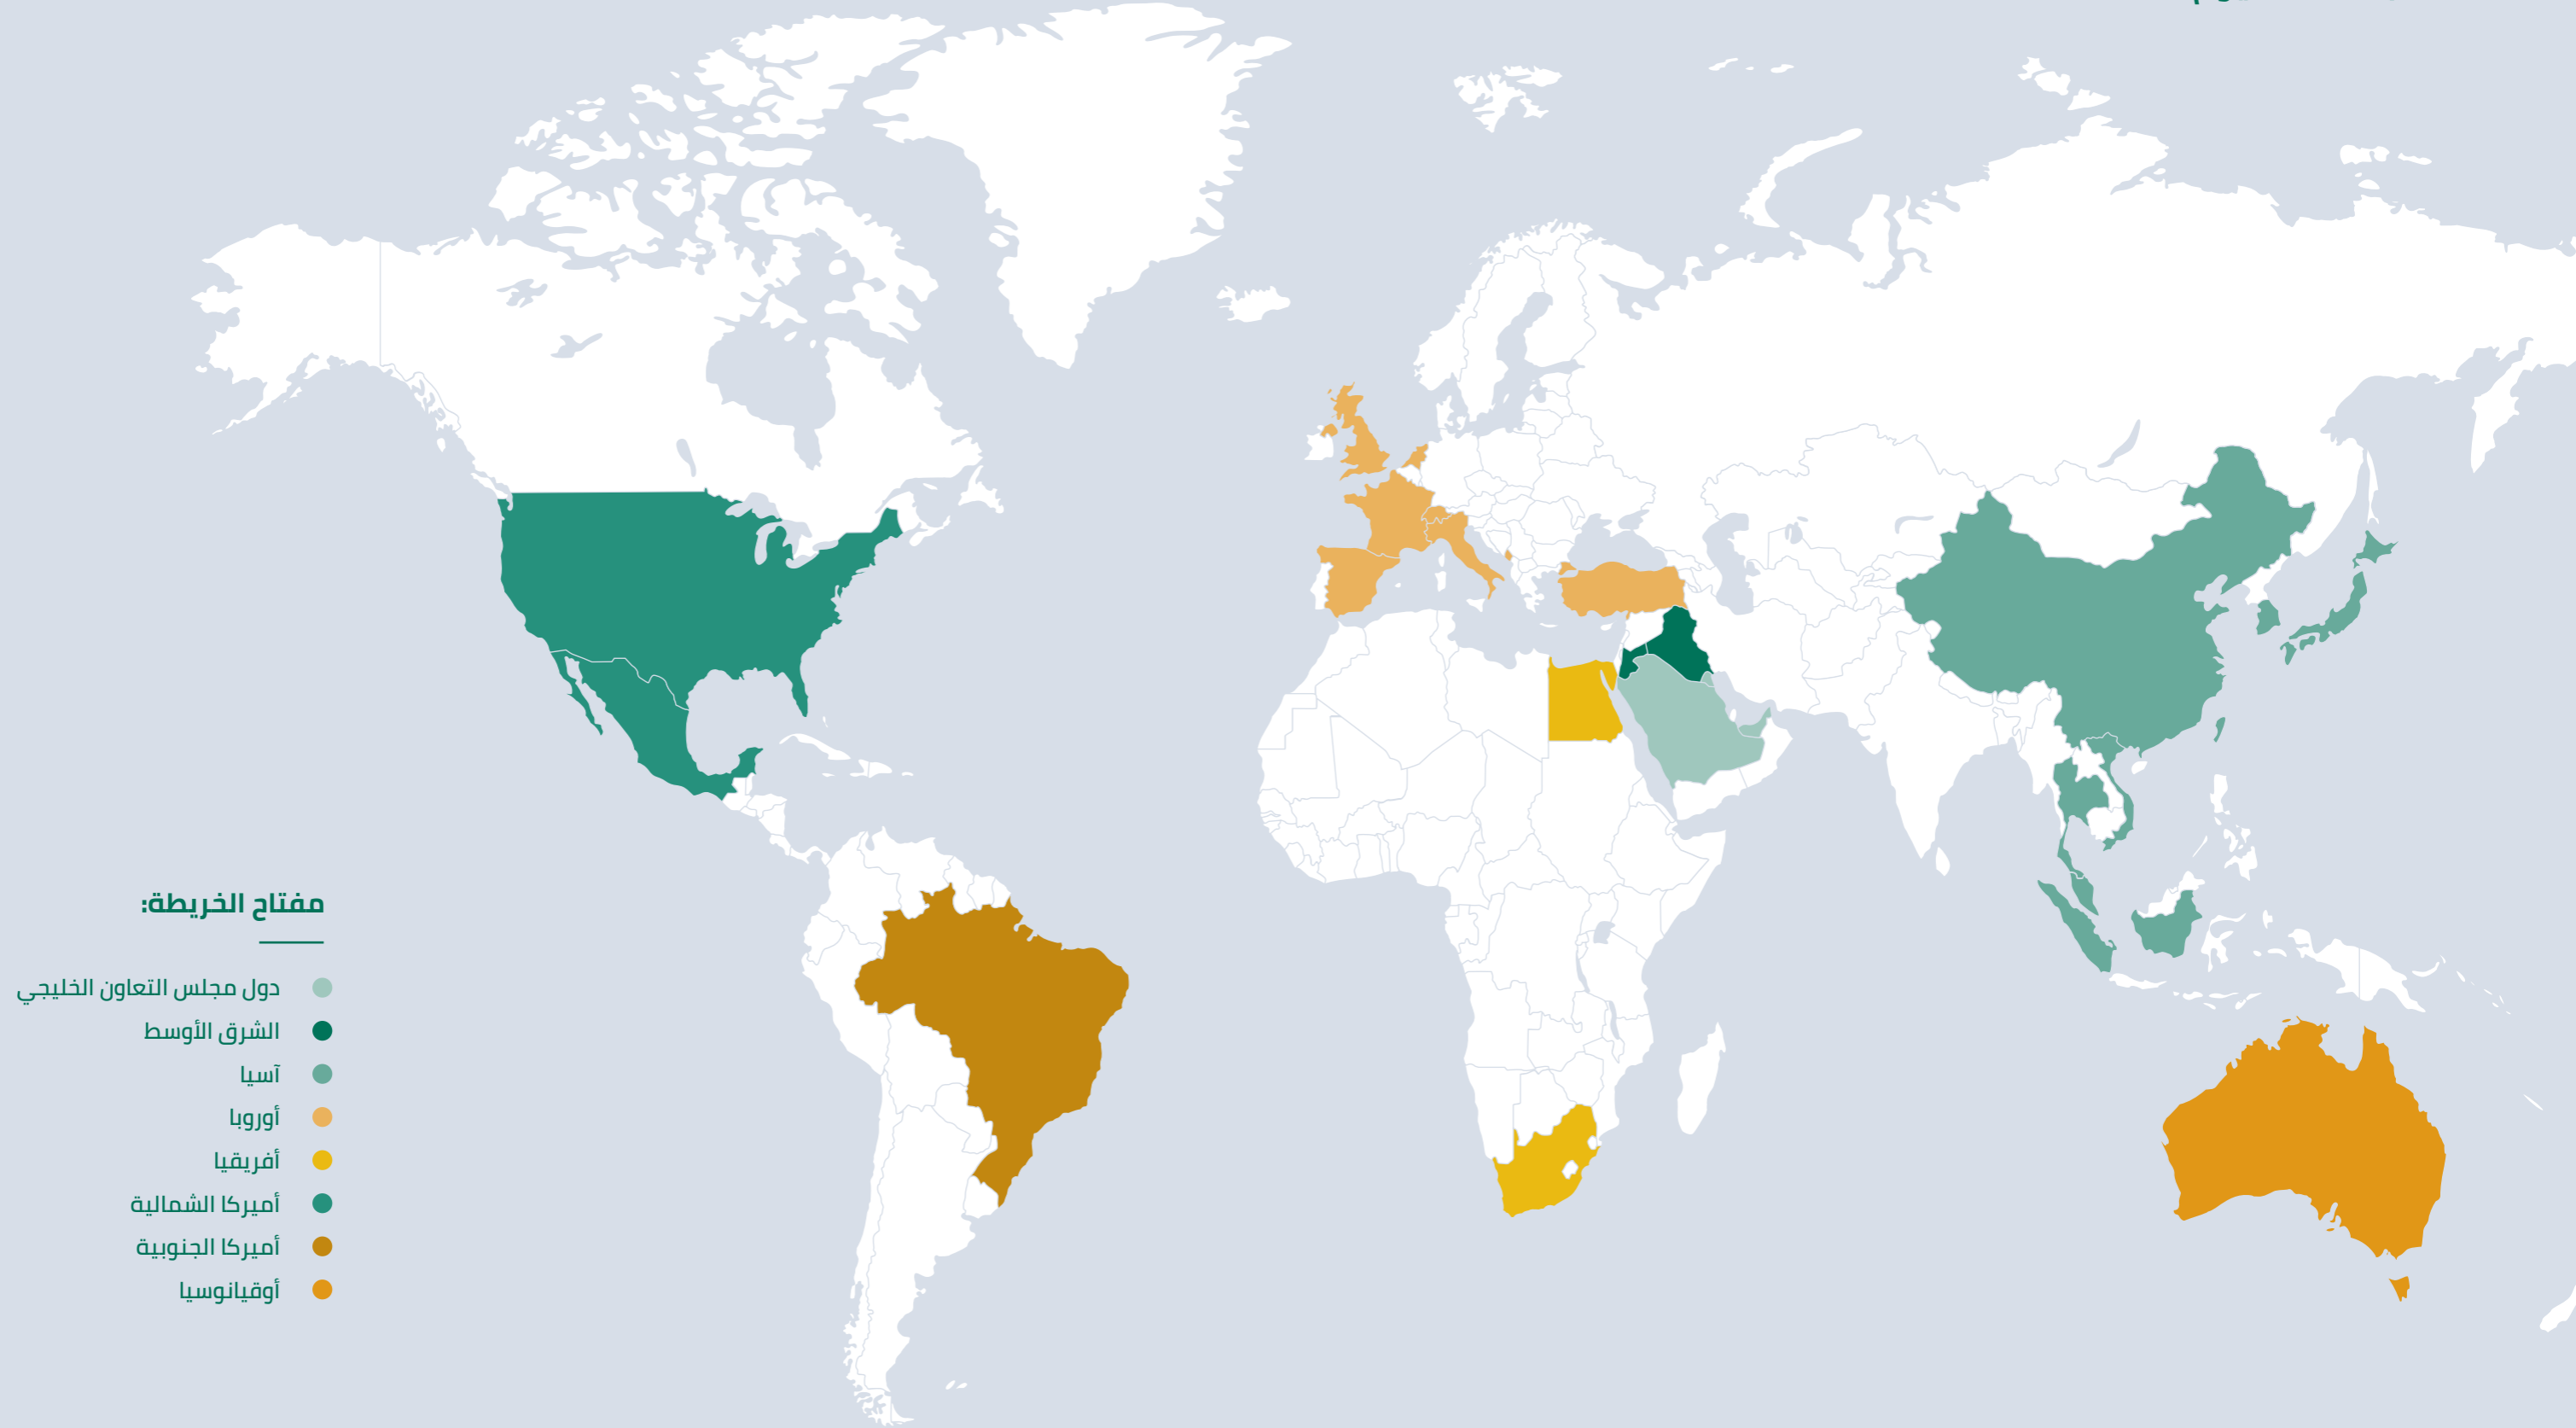 مفتاح الخريطة:
دول مجلس التعاون الخليجي
الشرق الأوسط
آسيا
أوروبا
أفريقيا
أميركا الشمالية
أميركا الجنوبية
أوقيانوسيا